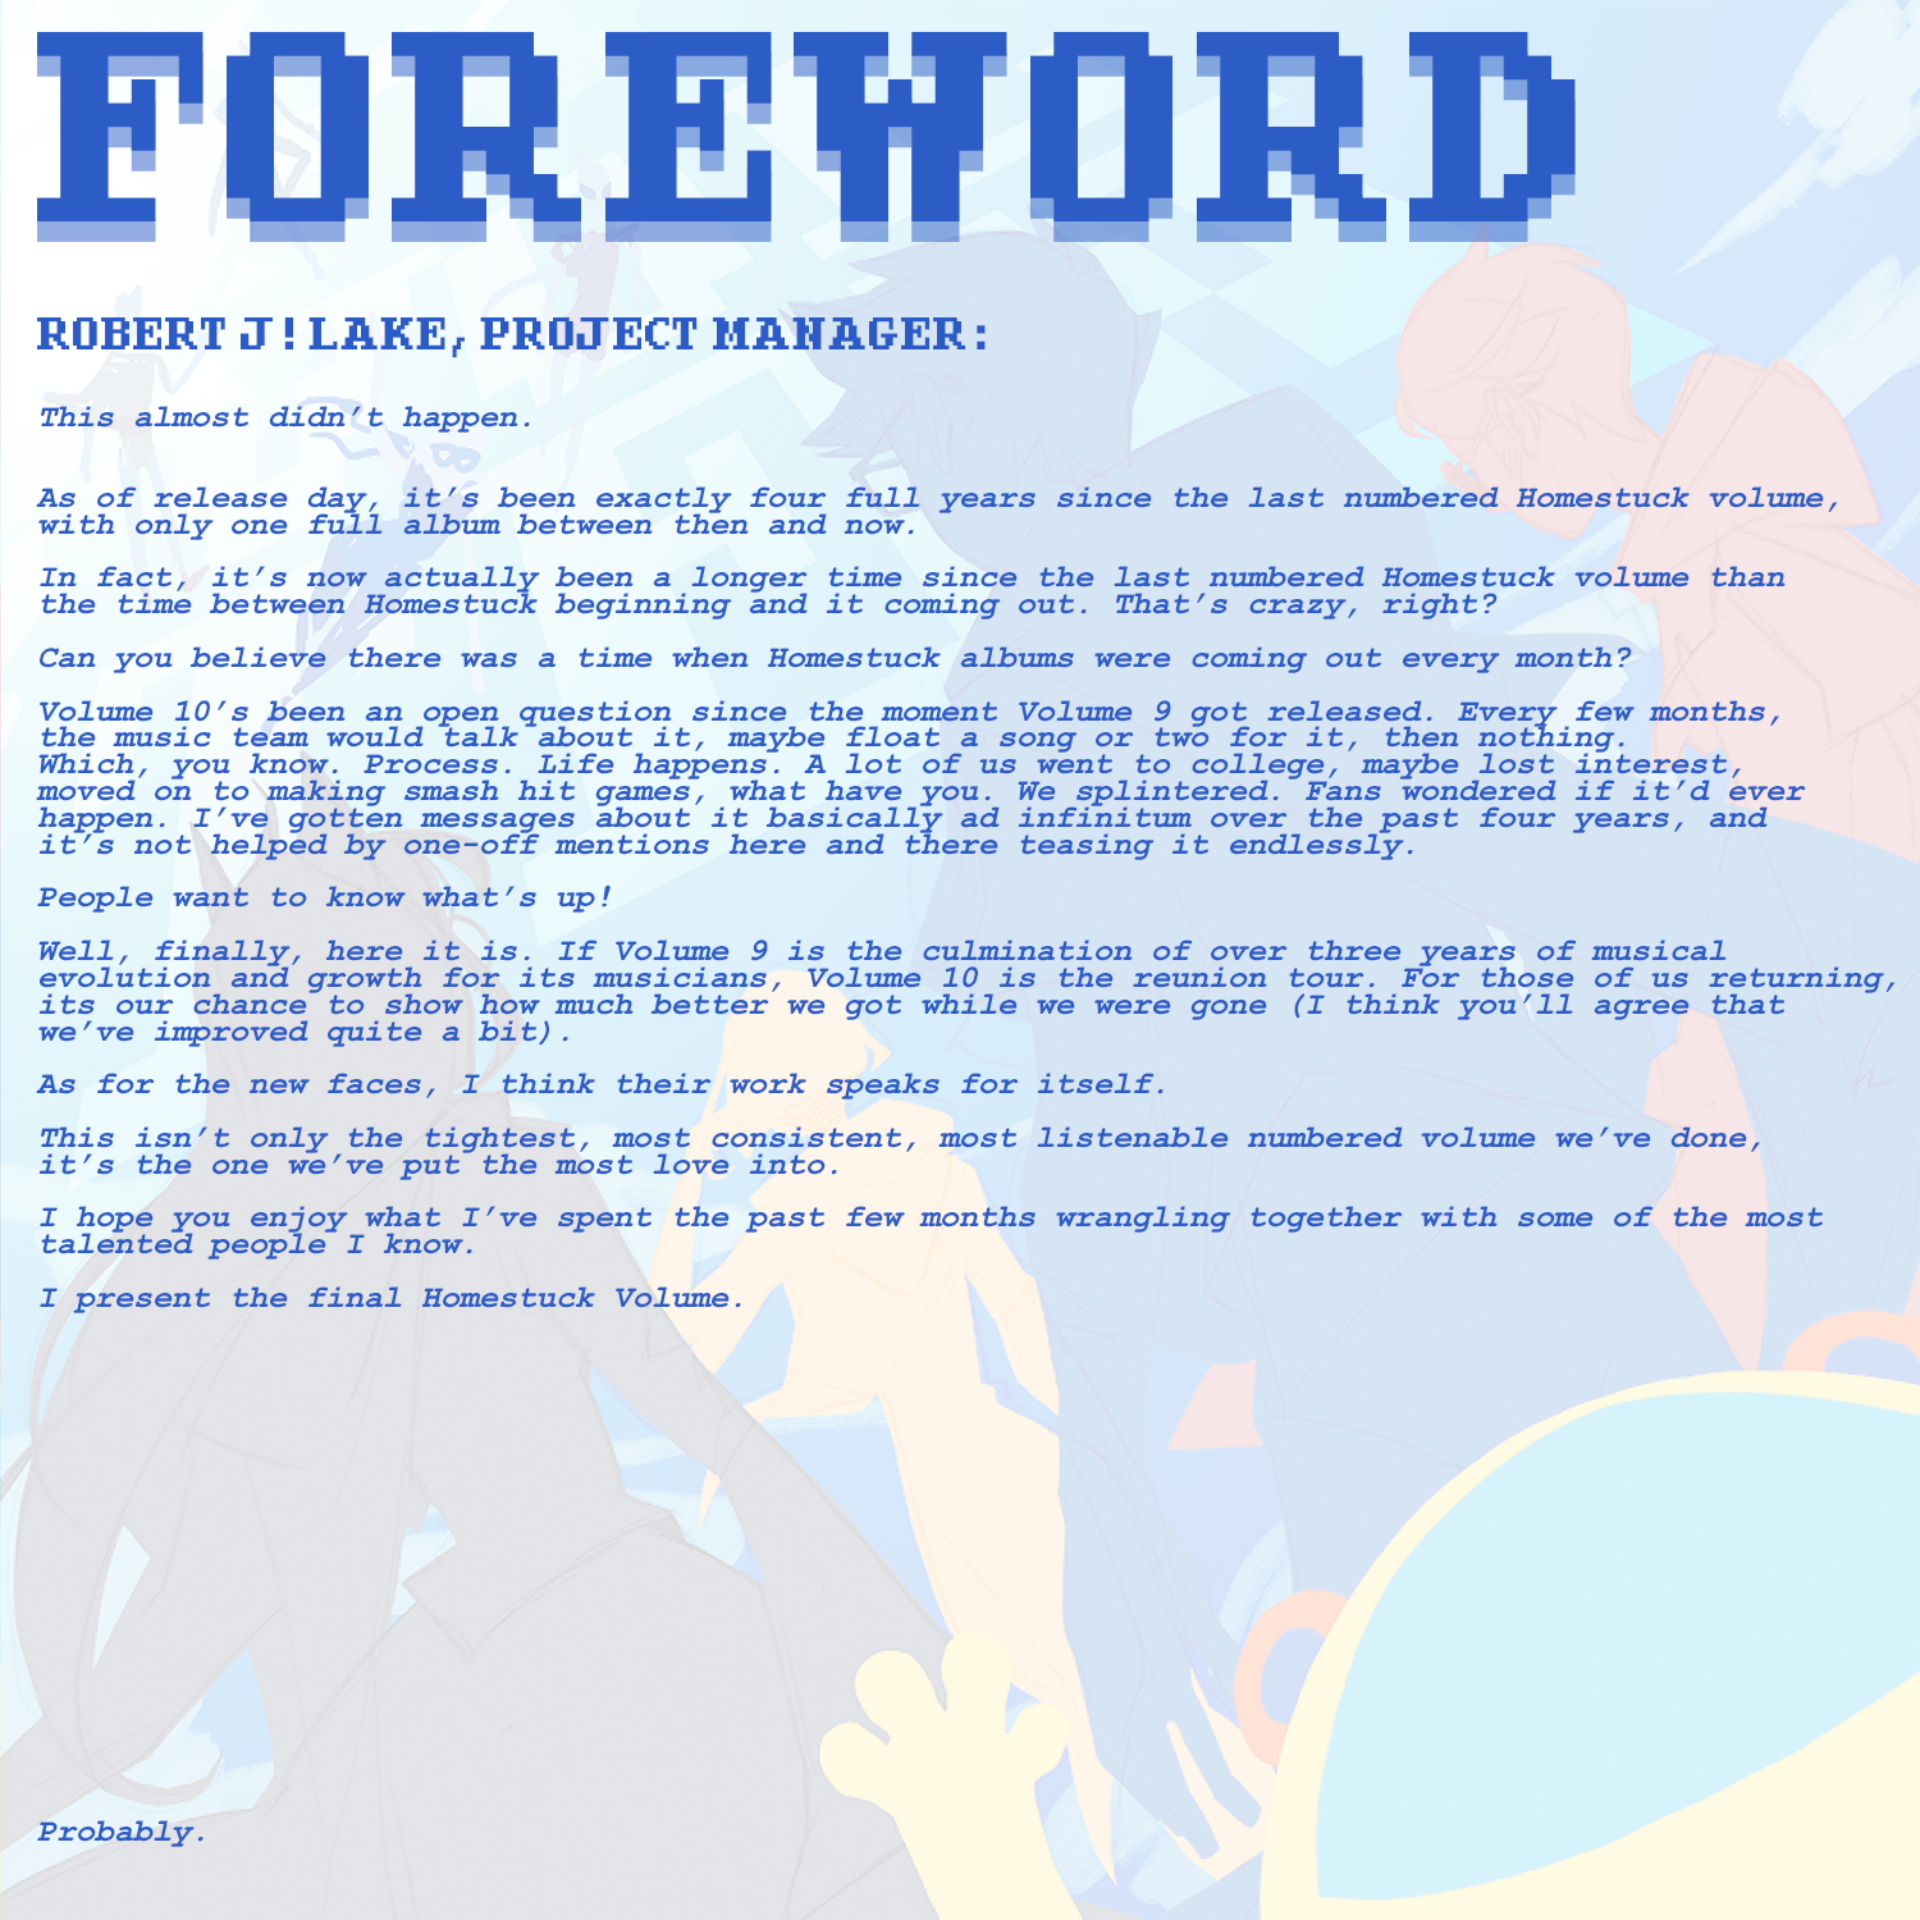 FOREWORD
ROBERT J! LAKE, PROJECT MANAGER:
This almost didn't happen.
As of release day, it's been exactly four full years since the last numbered Homestuck volume,
with only one full album between then and now.
In fact, it's now actually been a longer time since the last numbered Homestuck volume than
the time between Homestuck beginning and it coming out. That's crazy, right?
Can you believe there was a time when Homestuck albums were coming out every month?
Volume 10's been an open question since the moment Volume 9 got released. Every few months,
the music team would talk about it, maybe float a song or two for it, then nothing.
Which, you know. Process. Life happens. A lot of us went to college, maybe lost interest,
moved on to making smash hit games, what have you. We splintered. Fans wondered if it'd ever
happen. I've gotten messages about it basically ad infinitum over the past four years, and
it's not helped by one-off mentions here and there teasing it endlessly.
People want to know what's up!
Well, finally, here it is. If Volume 9 is the culmination of over three years of musical
evolution and growth for its musicians, Volume 10 is the reunion tour. For those of us returning,
its our chance to show how much better we got while we were gone (I think you'll agree that
we've improved quite a bit).
As for the new faces, I think their work speaks for itself.
This isn't only the tightest, most consistent, most listenable numbered volume we've done,
it's the one we've put the most love into.
I hope you enjoy what I've spent the past few months wrangling together with some of the most
talented people I know.
I present the final Homestuck Volume.
Probably.